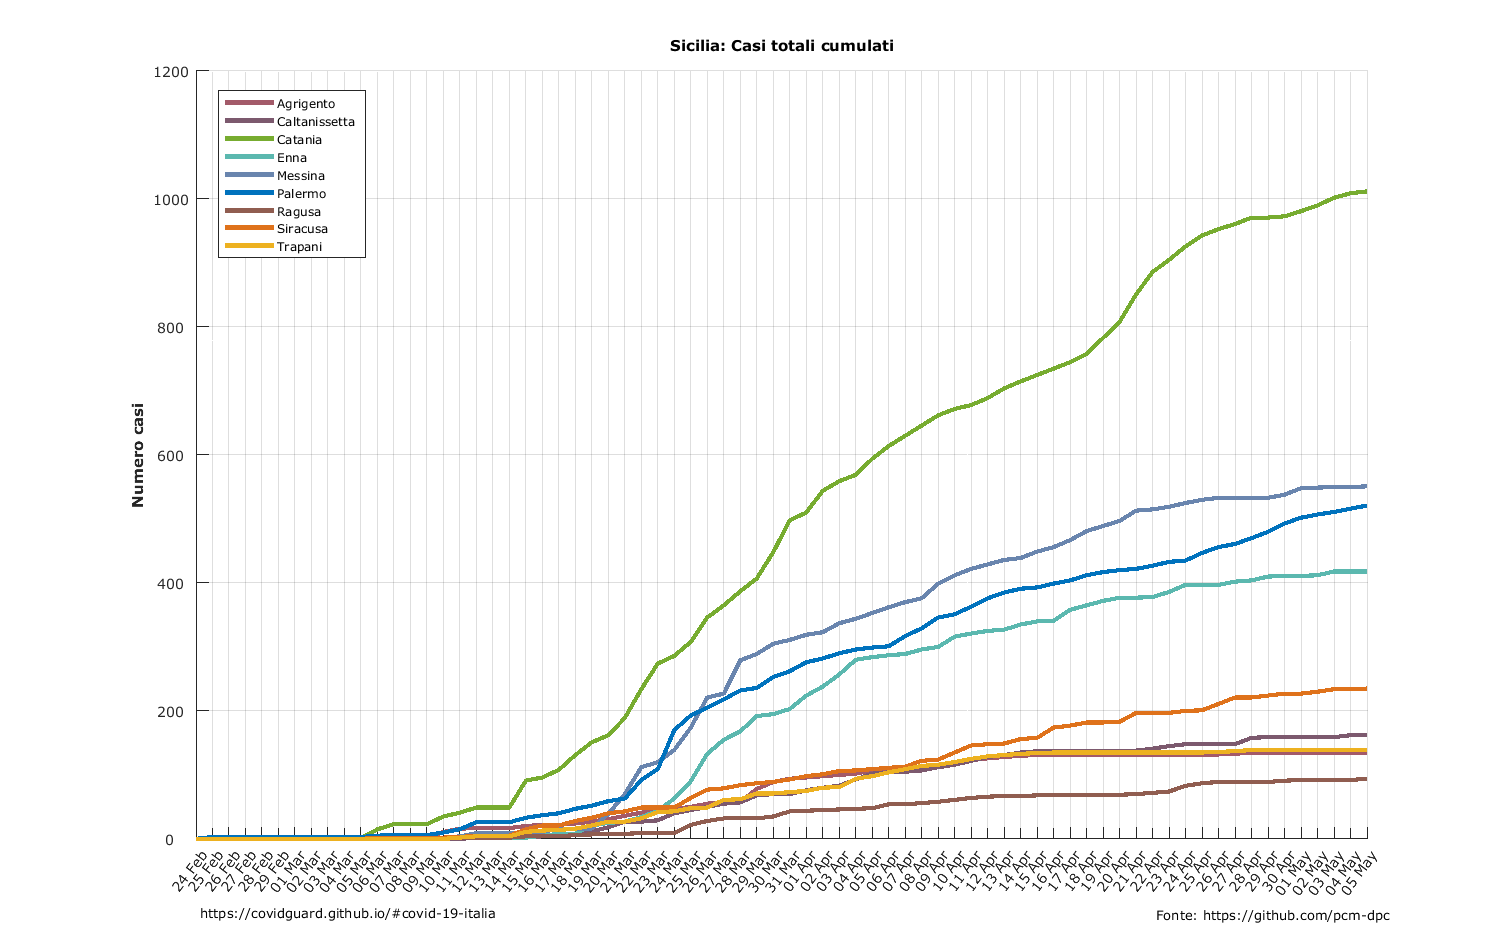 Sicilia: Casi totali cumulati
Numero casi
1200
1000
800
600
400
200
0
Agrigento
Caltanissetta
Catania
Enna
Messina
Palermo
Ragusa
Siracusa
Trapani
24 Feb
25 Feb
26 Feb
27 Feb
28 Feb
29 Feb
01 Mar
02 Mar
03 Mar
04 Mar
05 Mar
06 Mar
07 Mar
08 Mar
09 Mar
10 Mar
11 Mar
12 Mar
13 Mar
14 Mar
15 Mar
16 Mar
17 Mar
18 Mar
19 Mar
20 Mar
21 Mar
22 Mar
23 Mar
24 Mar
25 Mar
26 Mar
27 Mar
28 Mar
29 Mar
30 Mar
31 Mar
01 Apr
02 Apr
03 Apr
04 Apr
05 Apr
06 Apr
07 Apr
08 Apr
09 Apr
10 Apr
11 Apr
12 Apr
13 Apr
14 Apr
15 Apr
16 Apr
17 Apr
18 Apr
19 Apr
20 Apr
21 Apr
22 Apr
23 Apr
24 Apr
25 Apr
26 Apr
27 Apr
28 Apr
29 Apr
30 Apr
01 May
02 May
03 May
04 May
05 May
https://covidguard.github.io/#covid-19-italia
Fonte: https://github.com/pcm-dpc